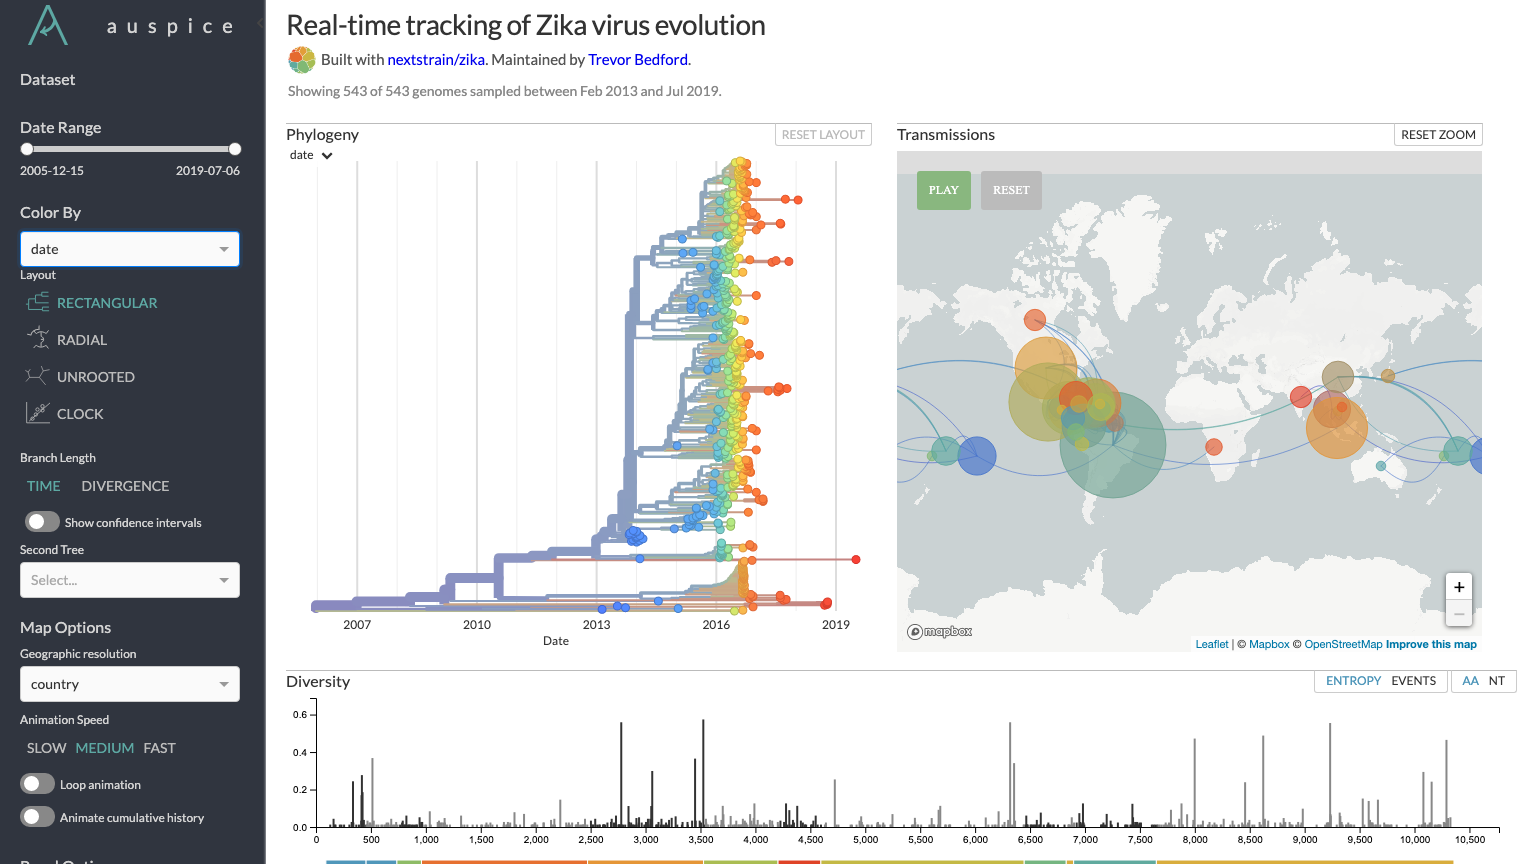 auspice
Dataset
Date Range
2005-12-15 2019-07-06
Color By
date
Layout
RECTANGULAR
RADIAL
UNROOTED
CLOCK
Branch Length
TIME DIVERGENCE
Show confidence intervals
Second Tree
Select...
Map Options
Geographic resolution
country
Animation Speed
SLOW MEDIUM FAST
Loop animation
Animate cumulative history
Real-time tracking of Zika virus evolution
Built with nextstrain/zika. Maintained by Trevor Bedford.
Showing 543 of 543 genomes sampled between Feb 2013 and Jul 2019.
Phylogeny
RESET LAYOUT
date
2007 2010 2013 2016 2019
Date
Transmissions
RESET ZOOM
PLAY RESET
+
−
mapbox
Leaflet | © Mapbox © OpenStreetMap Improve this map
Diversity
ENTROPY EVENTS AA NT
0.6
0.4
0.2
0.0
0 500 1,000 1,500 2,000 2,500 3,000 3,500 4,000 4,500 5,000 5,500 6,000 6,500 7,000 7,500 8,000 8,500 9,000 9,500 10,000 10,500